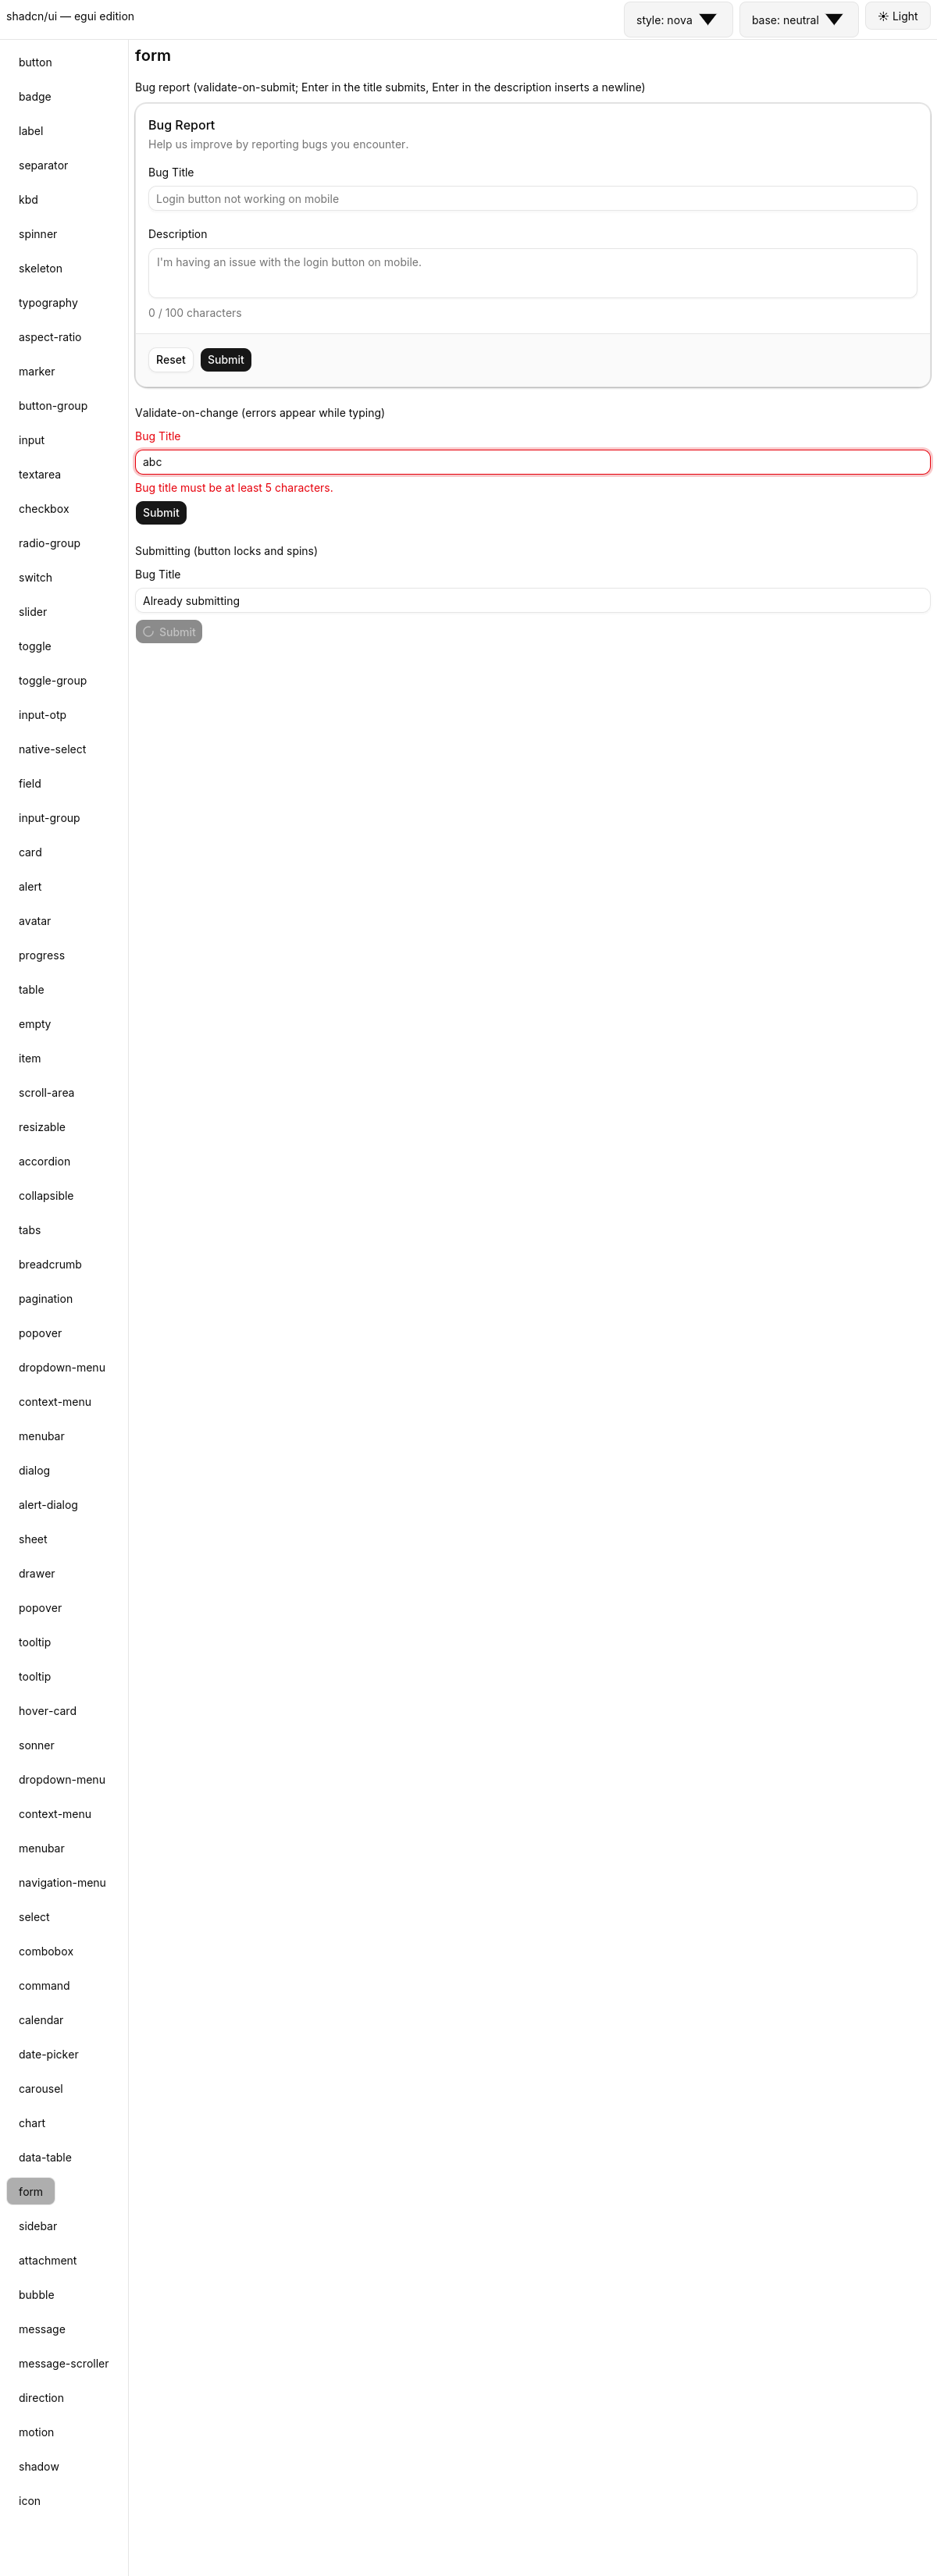 shadcn/ui — egui edition
style: nova
base: neutral
☀ Light
button
badge
label
separator
kbd
spinner
skeleton
typography
aspect-ratio
marker
button-group
input
textarea
checkbox
radio-group
switch
slider
toggle
toggle-group
input-otp
native-select
field
input-group
card
alert
avatar
progress
table
empty
item
scroll-area
resizable
accordion
collapsible
tabs
breadcrumb
pagination
popover
dropdown-menu
context-menu
menubar
dialog
alert-dialog
sheet
drawer
popover
tooltip
tooltip
hover-card
sonner
dropdown-menu
context-menu
menubar
navigation-menu
select
combobox
command
calendar
date-picker
carousel
chart
data-table
form
sidebar
attachment
bubble
message
message-scroller
direction
motion
shadow
icon
form
Bug report (validate-on-submit; Enter in the title submits, Enter in the description inserts a newline)
Bug Report
Help us improve by reporting bugs you encounter.
Bug Title
Login button not working on mobile
Description
I'm having an issue with the login button on mobile.
0 / 100 characters
Reset
Submit
Validate-on-change (errors appear while typing)
Bug Title
abc
Bug title must be at least 5 characters.
Submit
Submitting (button locks and spins)
Bug Title
Already submitting
Submit